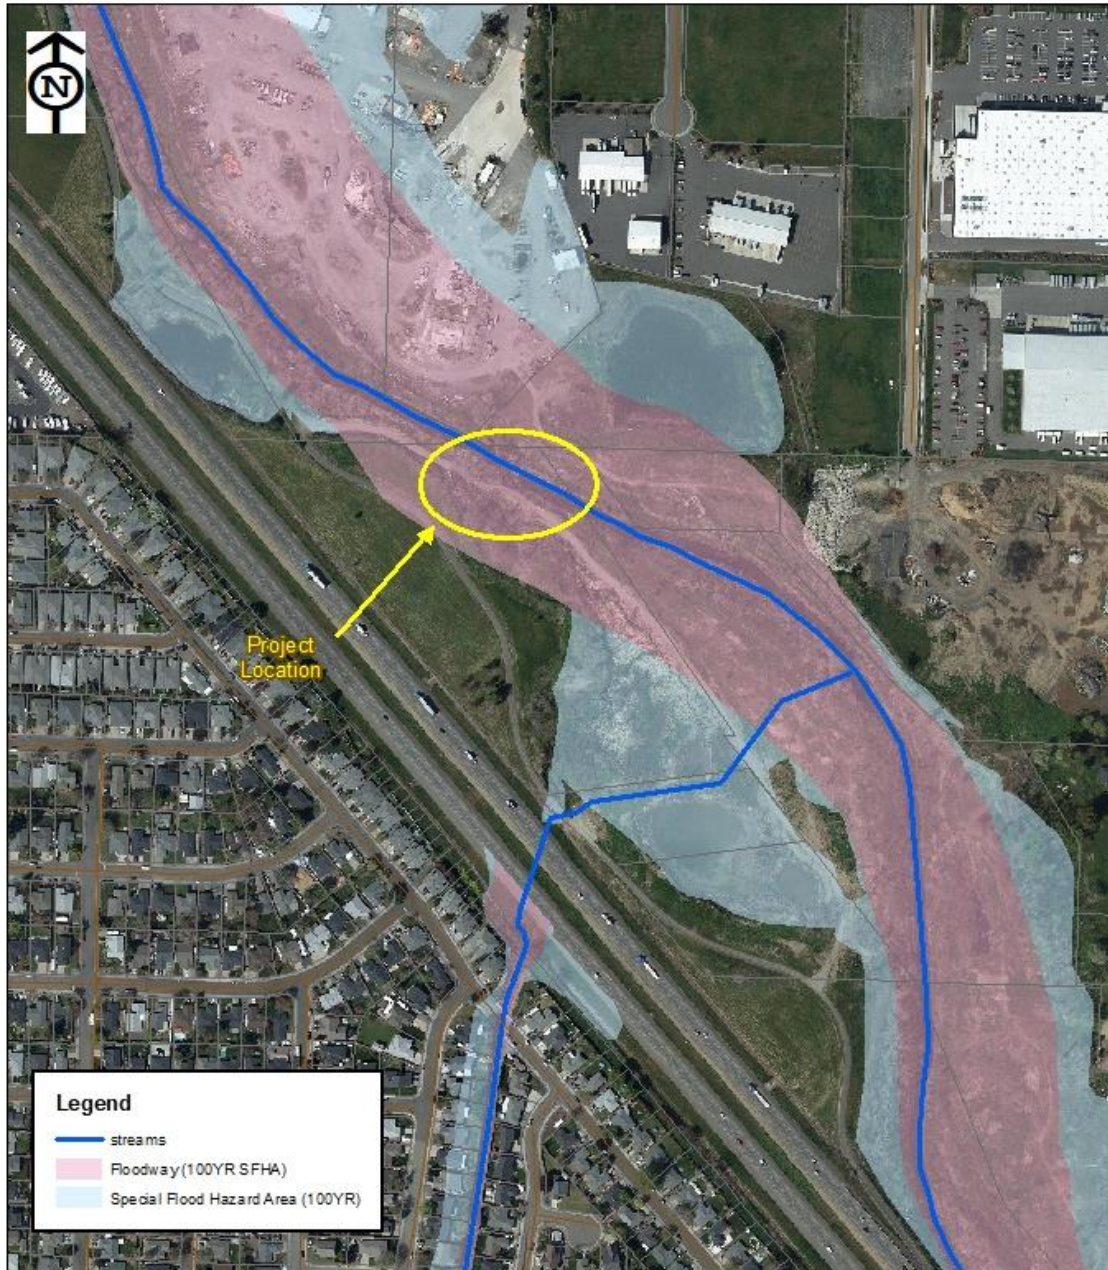 N
Project
Location
Legend
streams
Floodway (100YR SFHA)
Special Flood Hazard Area (100YR)